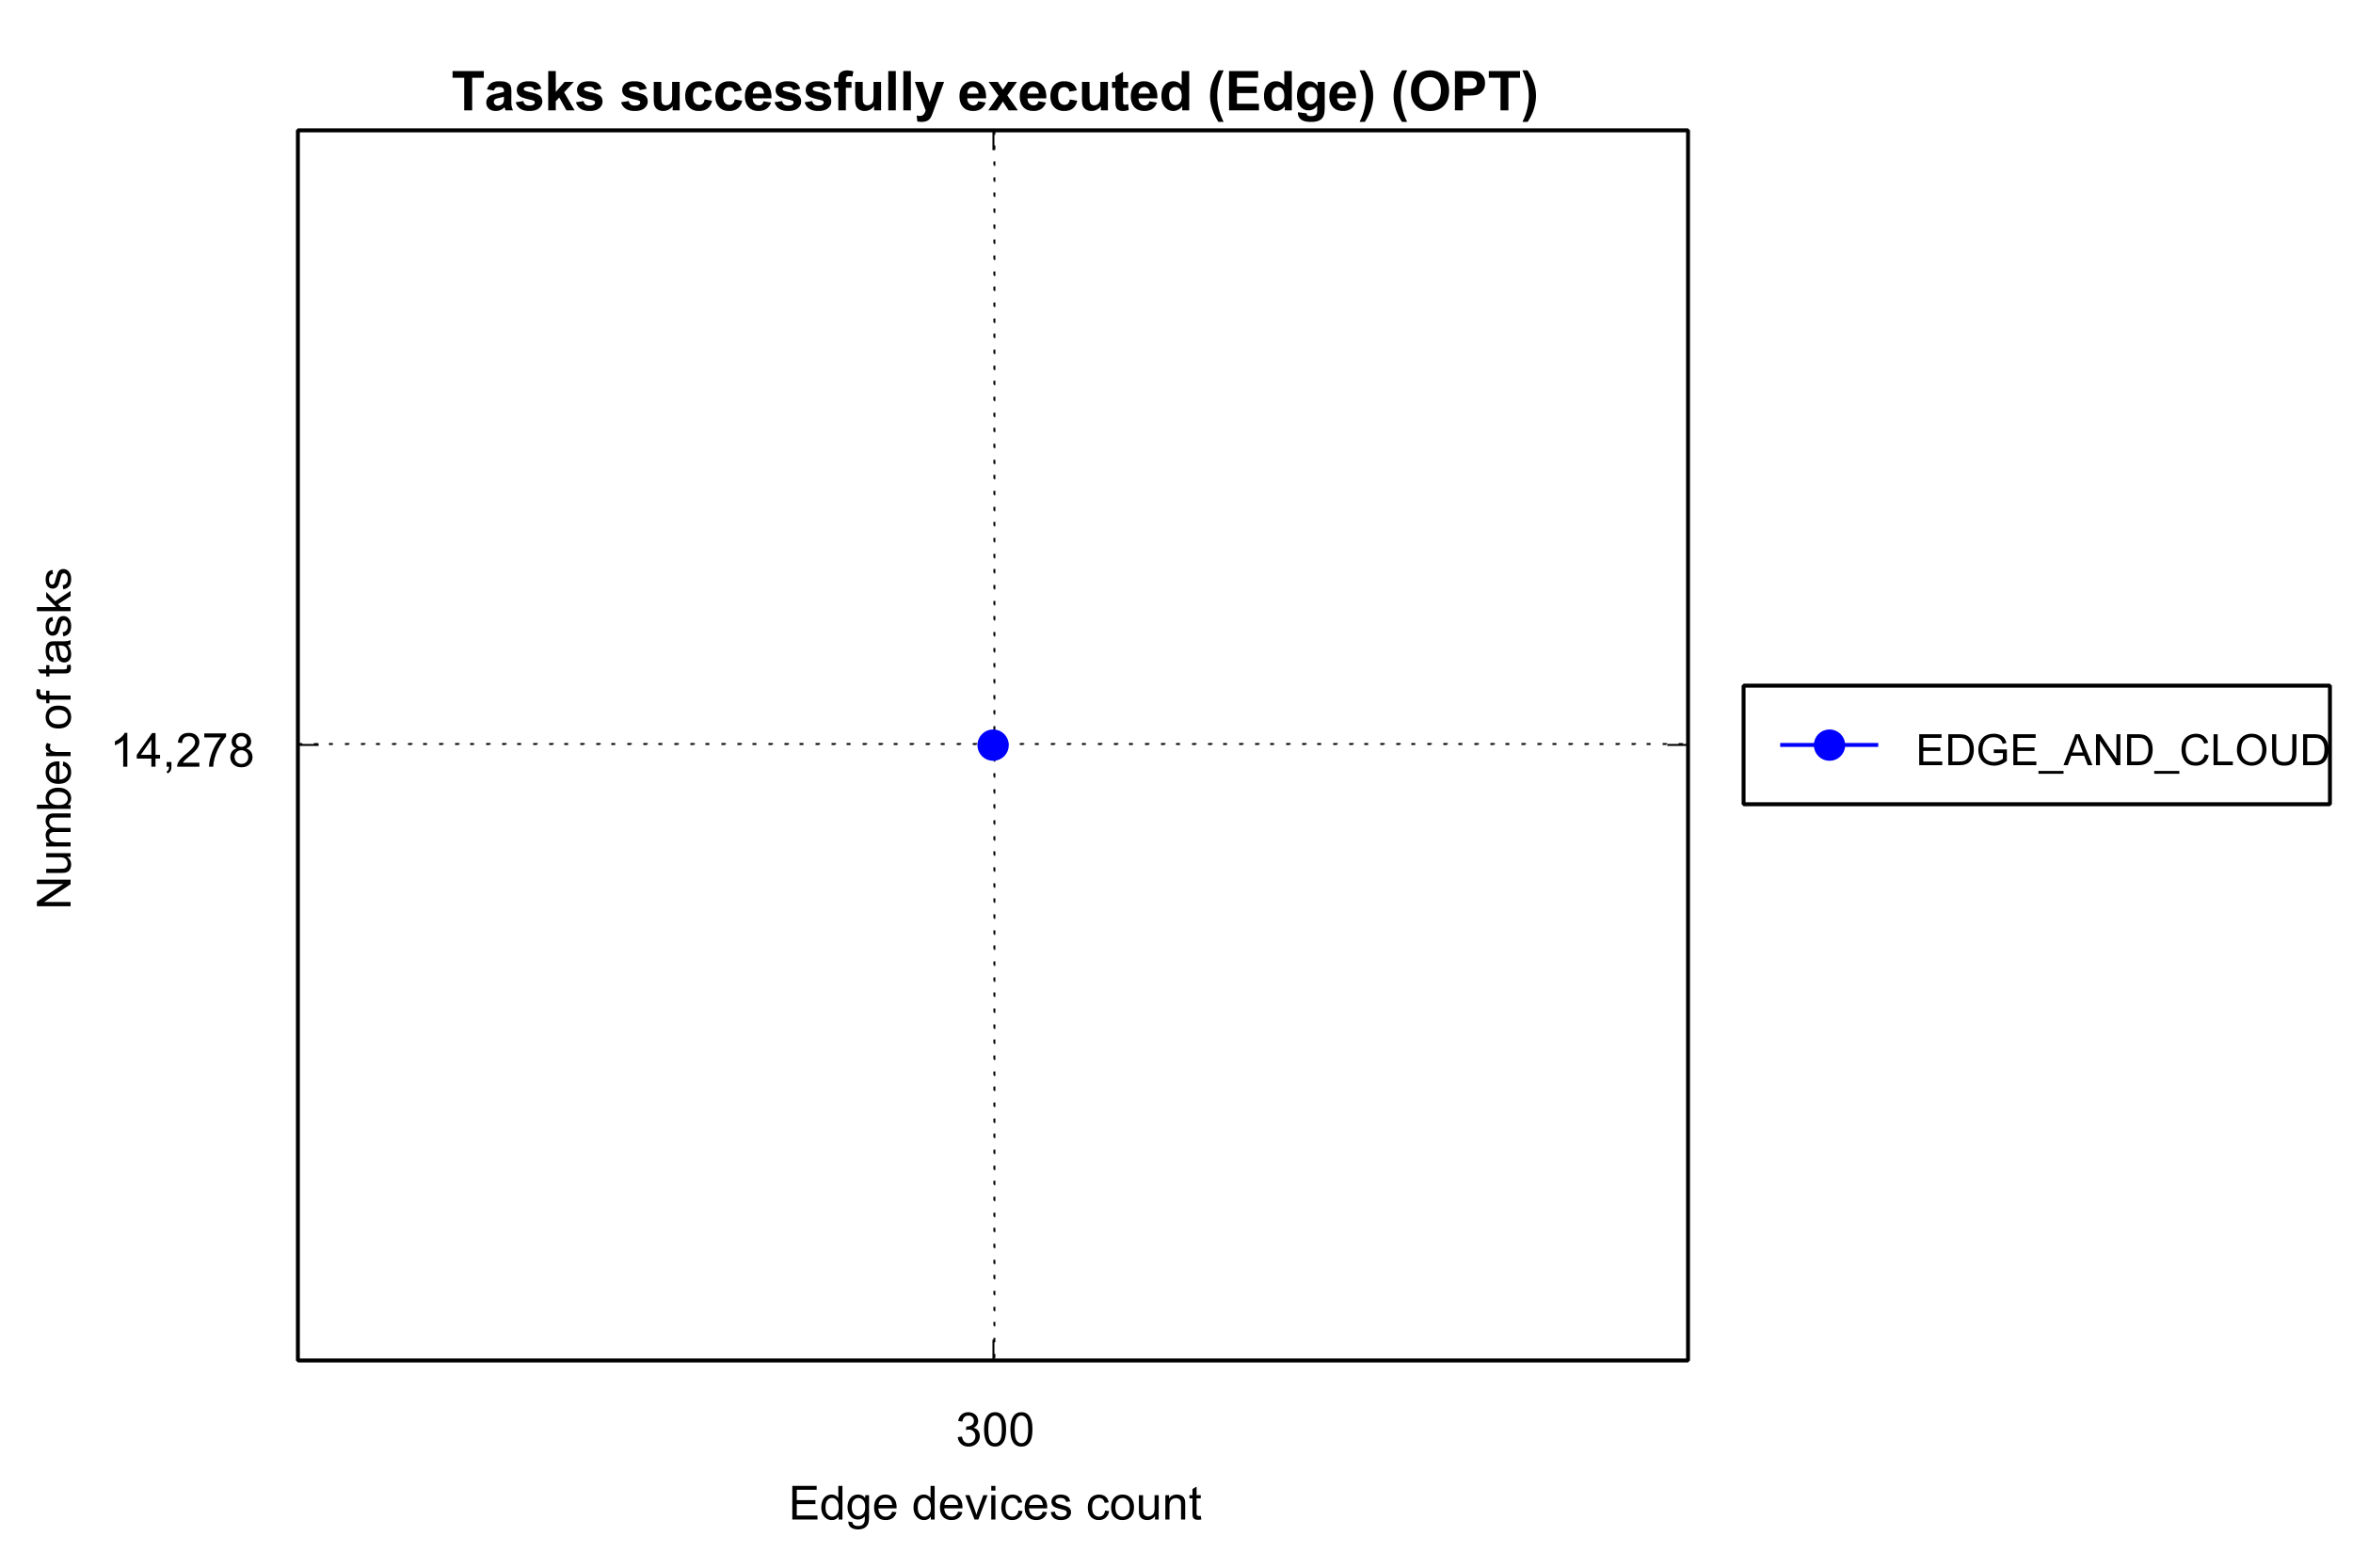 Tasks successfully executed (Edge) (OPT)
Number of tasks
14,278
EDGE_AND_CLOUD
300
Edge devices count